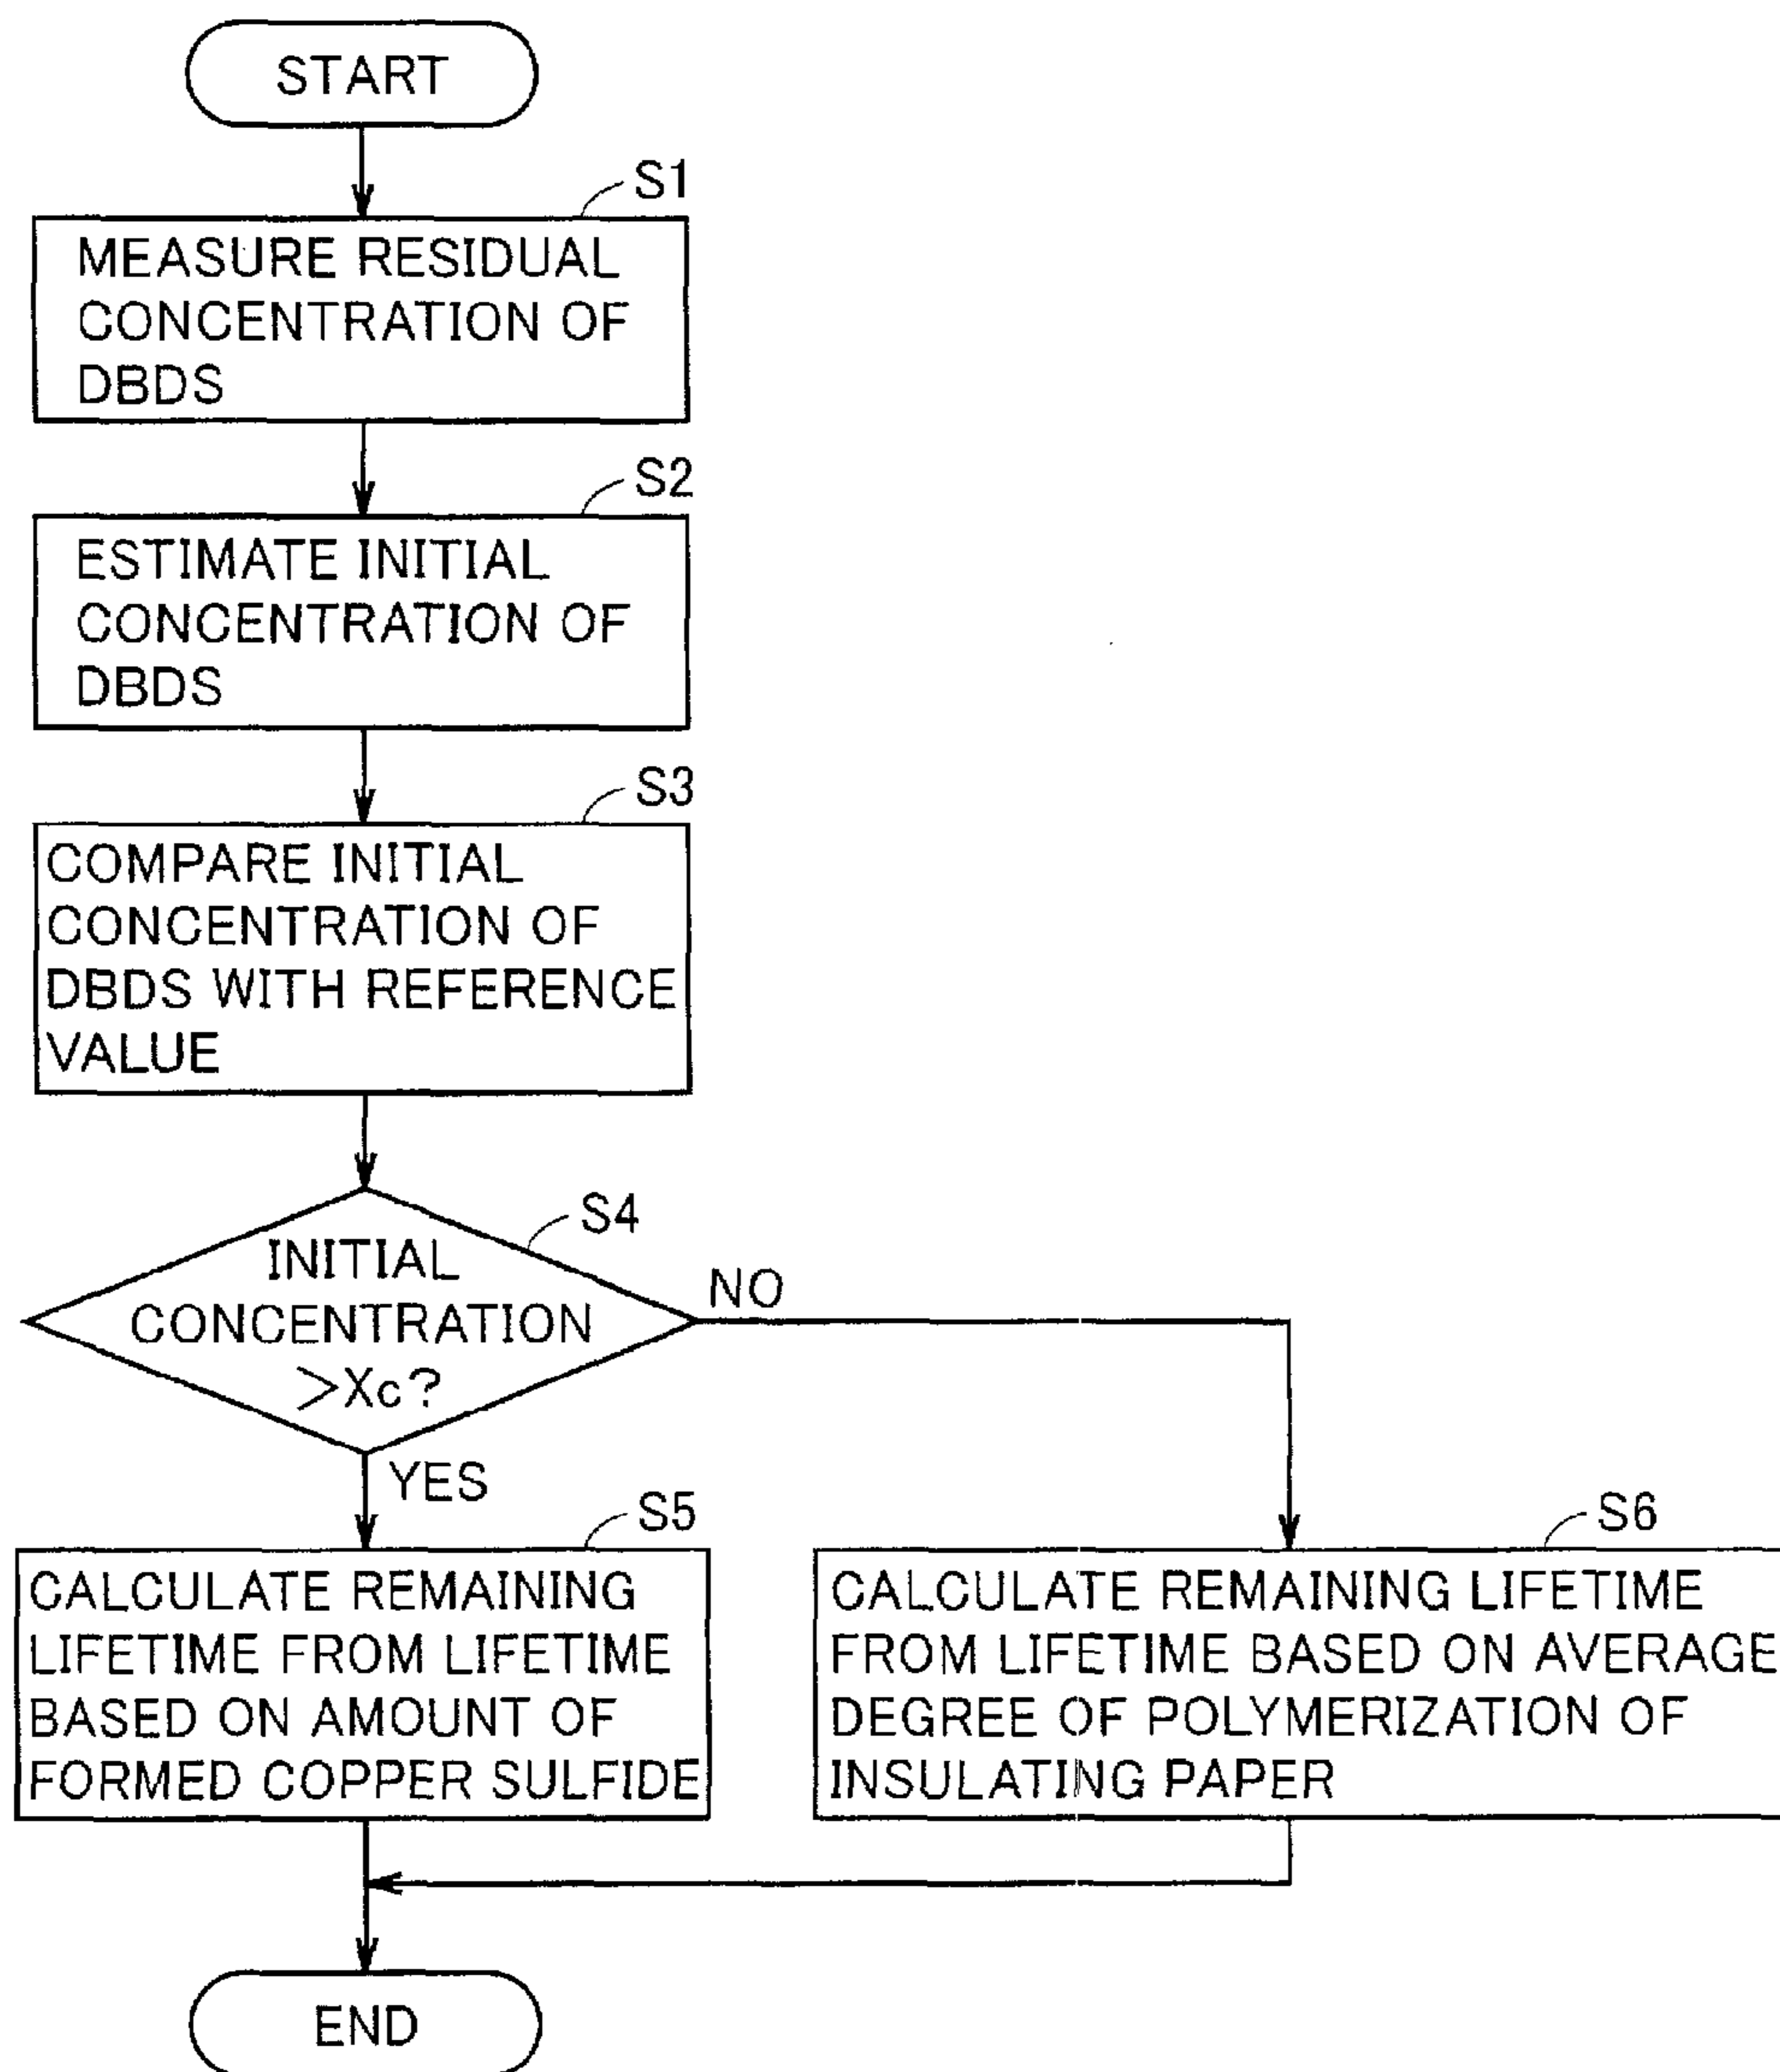 START
S1
MEASURE RESIDUAL
CONCENTRATION OF
DBDS
S2
ESTIMATE INITIAL
CONCENTRATION OF
DBDS
S3
COMPARE INITIAL
CONCENTRATION OF
DBDS WITH REFERENCE
VALUE
S4
INITIAL
CONCENTRATION
>Xc?
NO
YES
S5
CALCULATE REMAINING
LIFETIME FROM LIFETIME
BASED ON AMOUNT OF
FORMED COPPER SULFIDE
S6
CALCULATE REMAINING LIFETIME
FROM LIFETIME BASED ON AVERAGE
DEGREE OF POLYMERIZATION OF
INSULATING PAPER
END